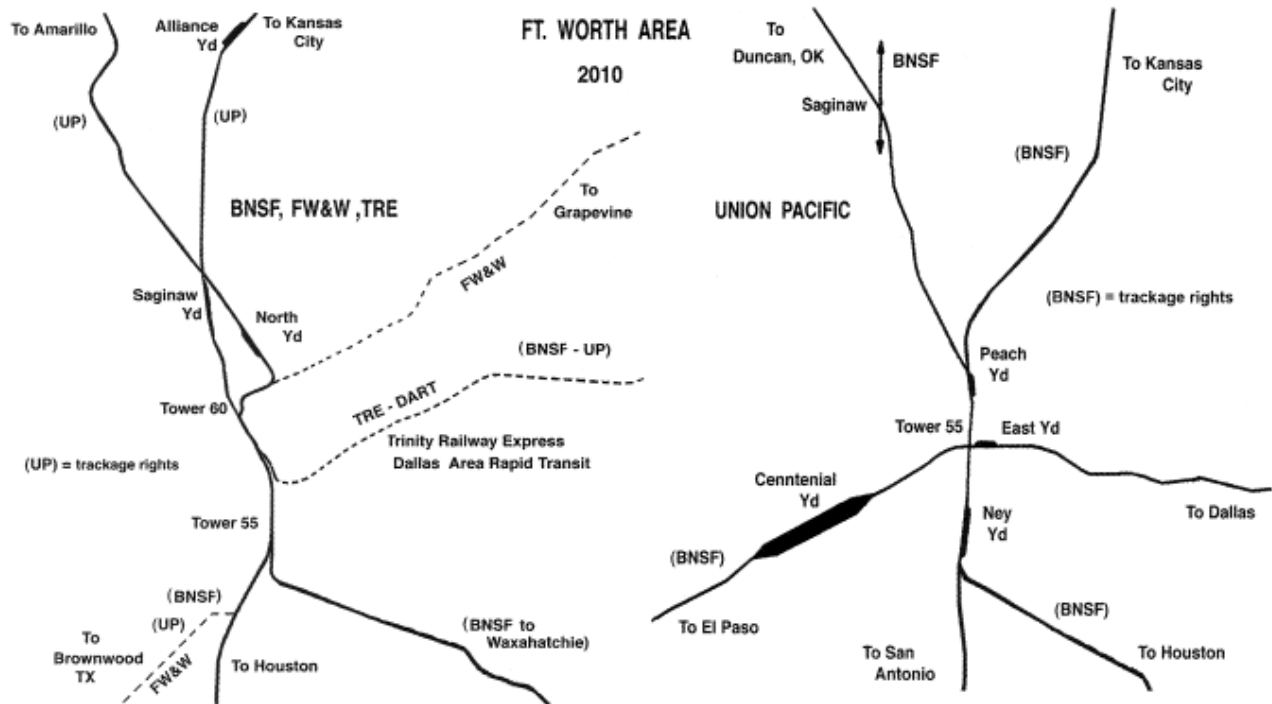 FT. WORTH AREA
2010
To Amarillo
Alliance
Yd
To Kansas
City
(UP)
(UP)
BNSF, FW&W ,TRE
To
Grapevine
FW&W
Saginaw
Yd
North
Yd
(BNSF - UP)
TRE - DART
Tower 60
Trinity Railway Express
Dallas Area Rapid Transit
(UP) = trackage rights
Tower 55
(BNSF)
(UP)
To
Brownwood
TX
FW&W
To Houston
(BNSF to
Waxahatchie)
To
Duncan, OK
BNSF
Saginaw
To Kansas
City
(BNSF)
UNION PACIFIC
(BNSF) = trackage rights
Peach
Yd
Tower 55
East Yd
Cenntenial
Yd
Ney
Yd
To Dallas
(BNSF)
(BNSF)
To El Paso
To San
Antonio
To Houston